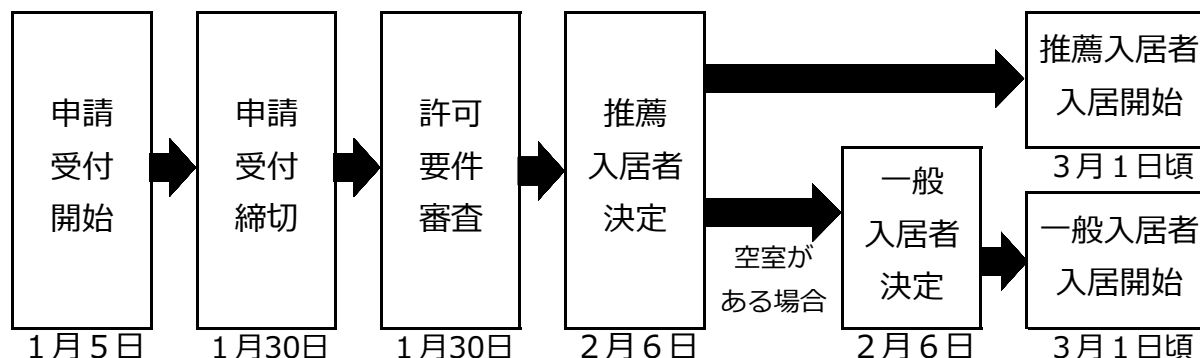 申請
受付
開始
1月5日
申請
受付
締切
1月30日
許可
要件
審査
1月30日
推薦
入居者
決定
2月6日
空室が
ある場合
一般
入居者
決定
2月6日
推薦入居者
入居開始
3月1日頃
一般入居者
入居開始
3月1日頃